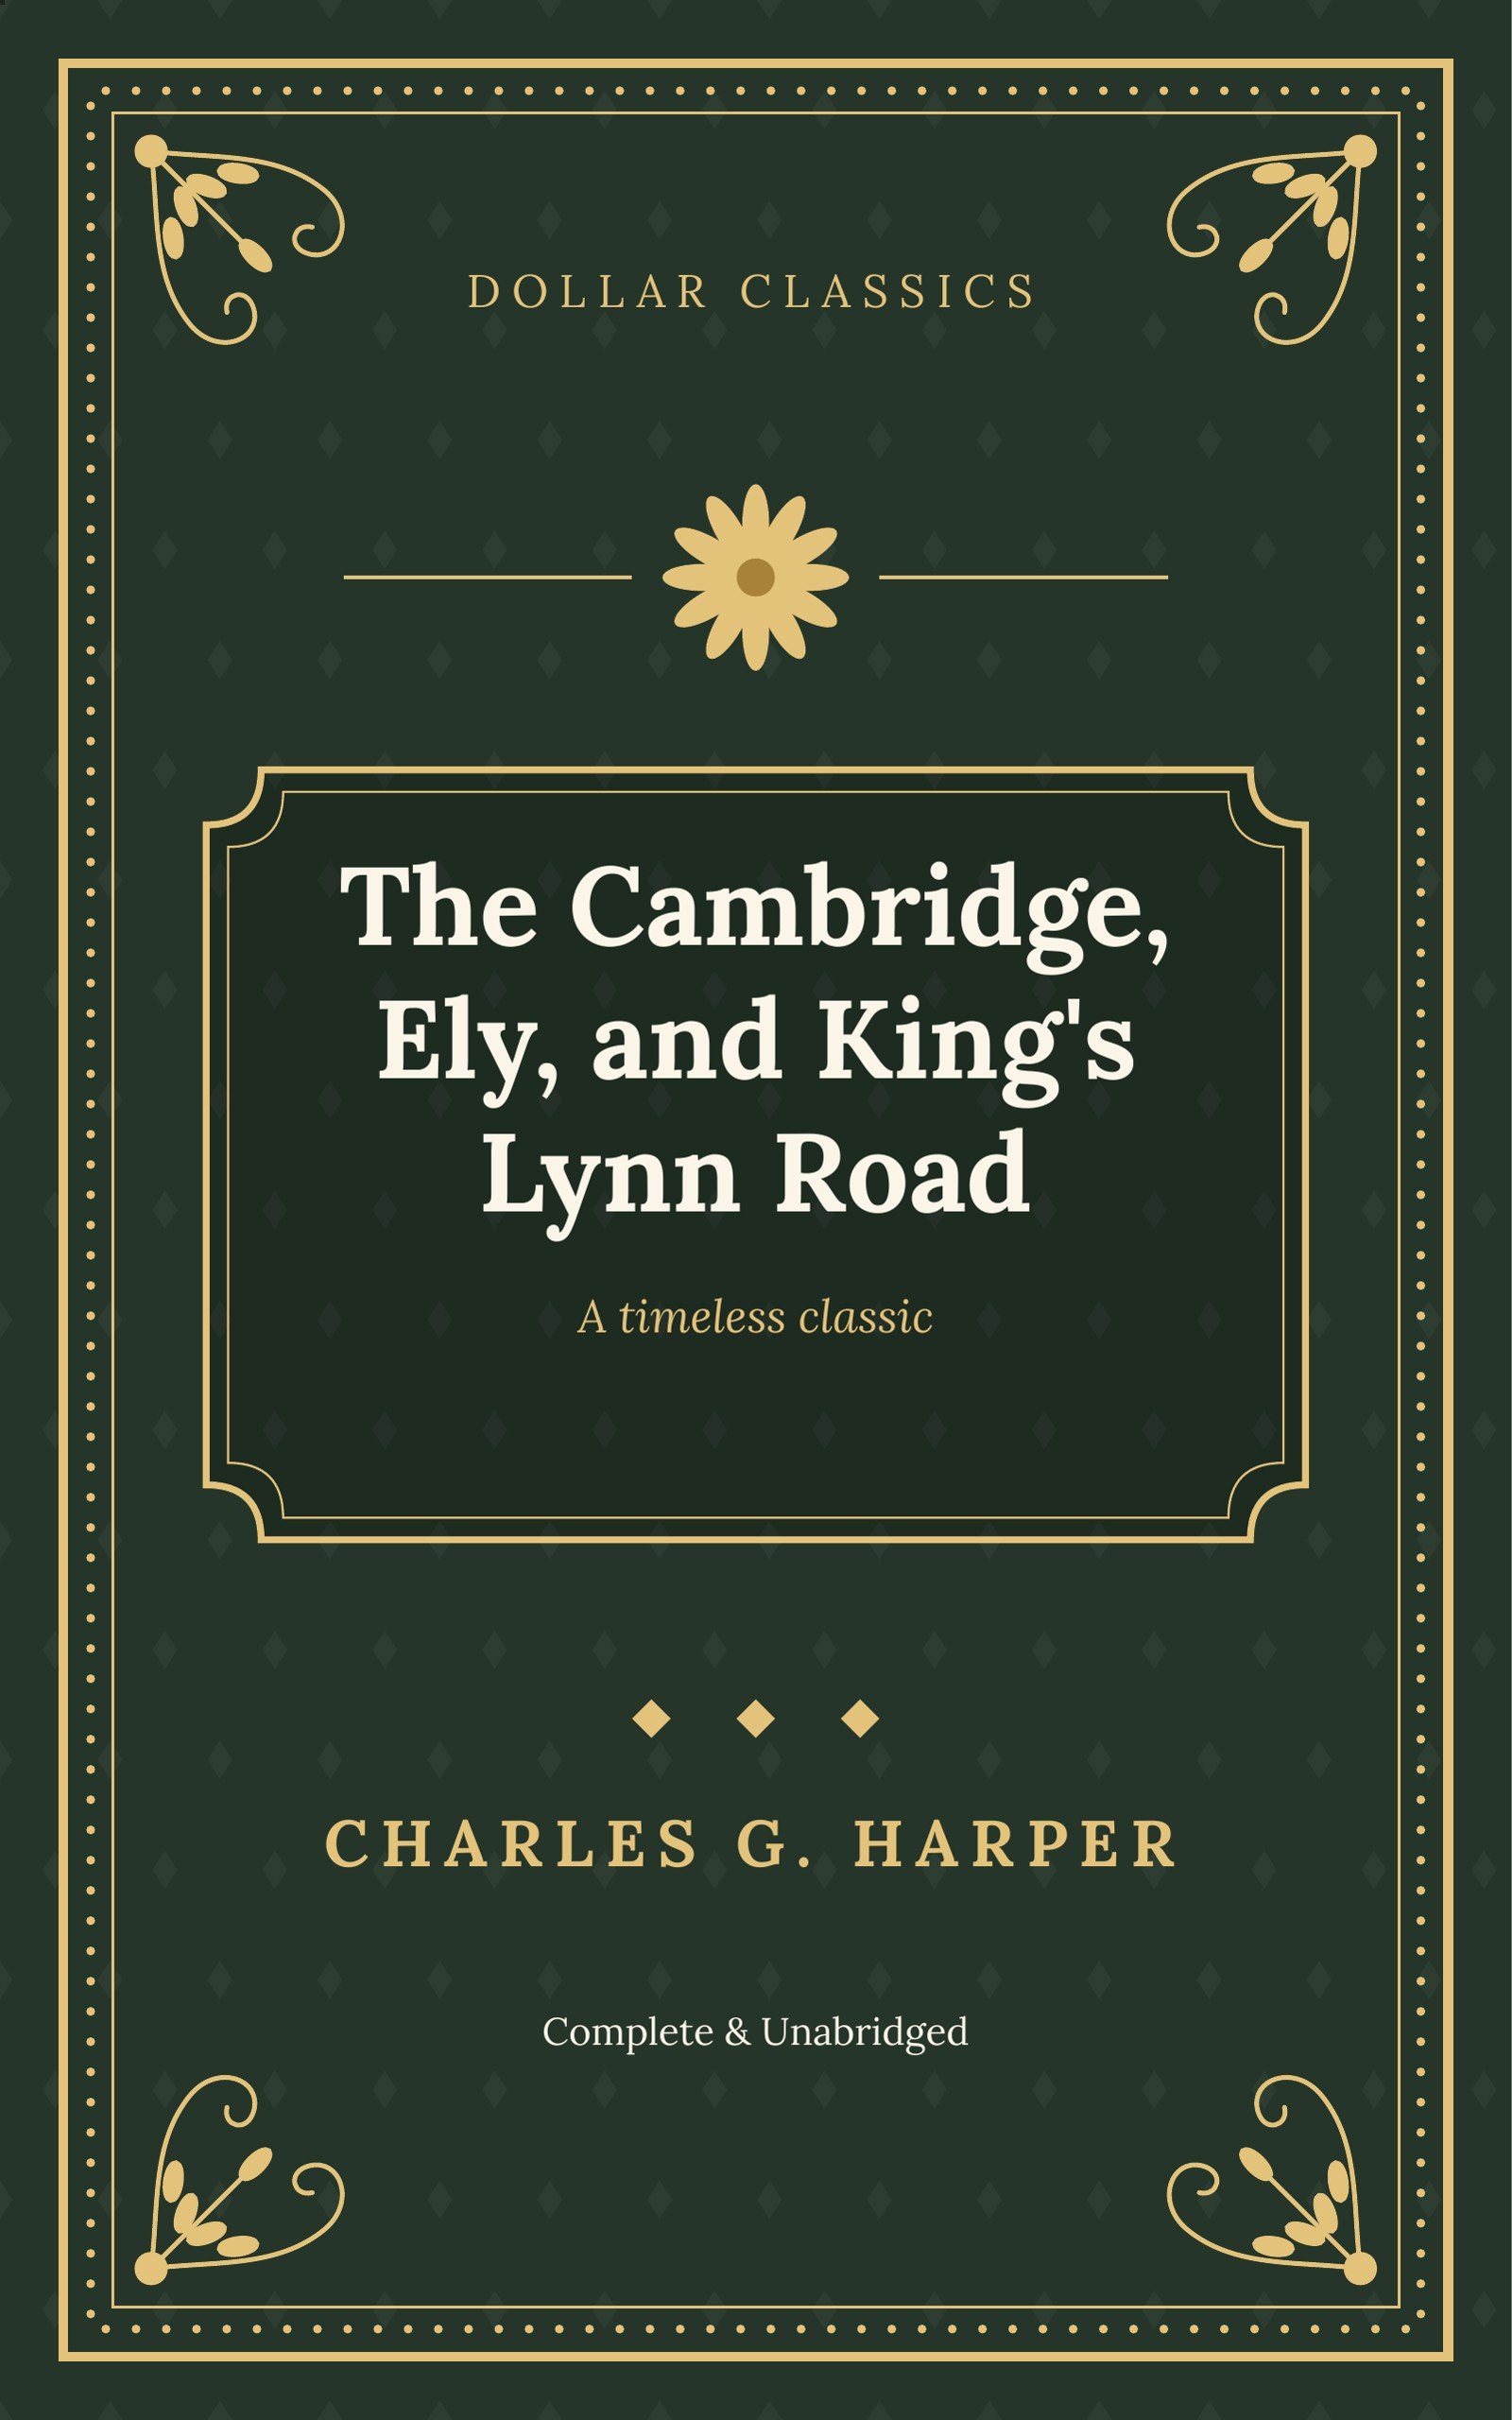 DOLLAR CLASSICS
The Cambridge,
Ely, and King's
Lynn Road
A timeless classic
CHARLES G. HARPER
Complete & Unabridged